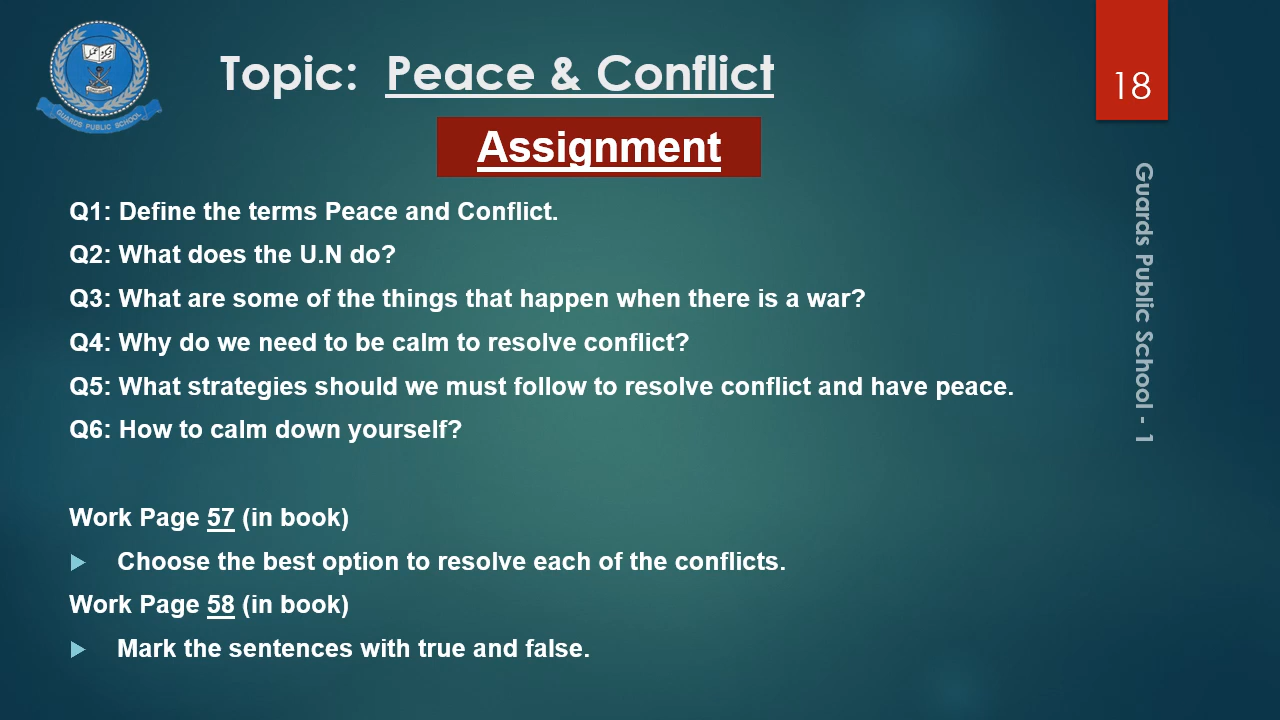 Topic: Peace & Conflict
18
Assignment
Q1: Define the terms Peace and Conflict.
Q2: What does the U.N do?
Q3: What are some of the things that happen when there is a war?
Q4: Why do we need to be calm to resolve conflict?
Q5: What strategies should we must follow to resolve conflict and have peace.
Q6: How to calm down yourself?
Work Page 57 (in book)
Choose the best option to resolve each of the conflicts.
Work Page 58 (in book)
Mark the sentences with true and false.
Guards Public School - 1
GUARDS PUBLIC SCHOOL